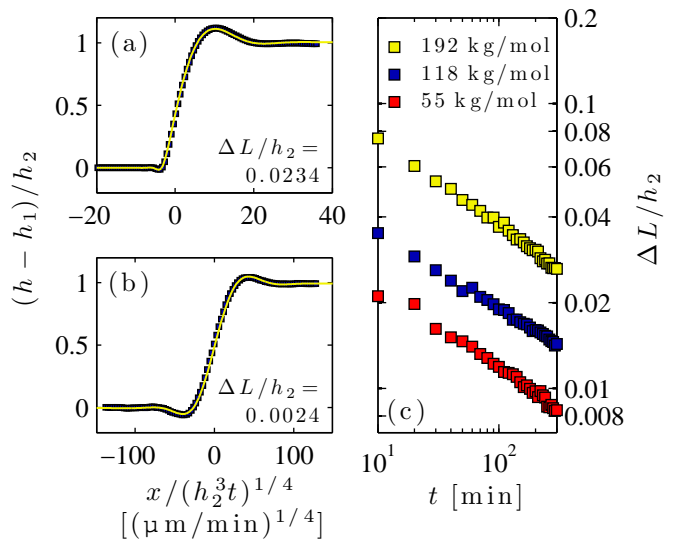 (a)
1
0.5
0
ΔL/h₂ =
0.0234
−20
0
20
40
(h − h₁)/h₂
(b)
1
0.5
0
ΔL/h₂ =
0.0024
−100
0
100
x/(h₂³t)^{1/4}
[(μm/min)^{1/4}]
192 kg/mol
118 kg/mol
55 kg/mol
(c)
0.2
0.1
0.08
0.06
0.04
0.02
0.01
0.008
ΔL/h₂
10¹
10²
t [min]